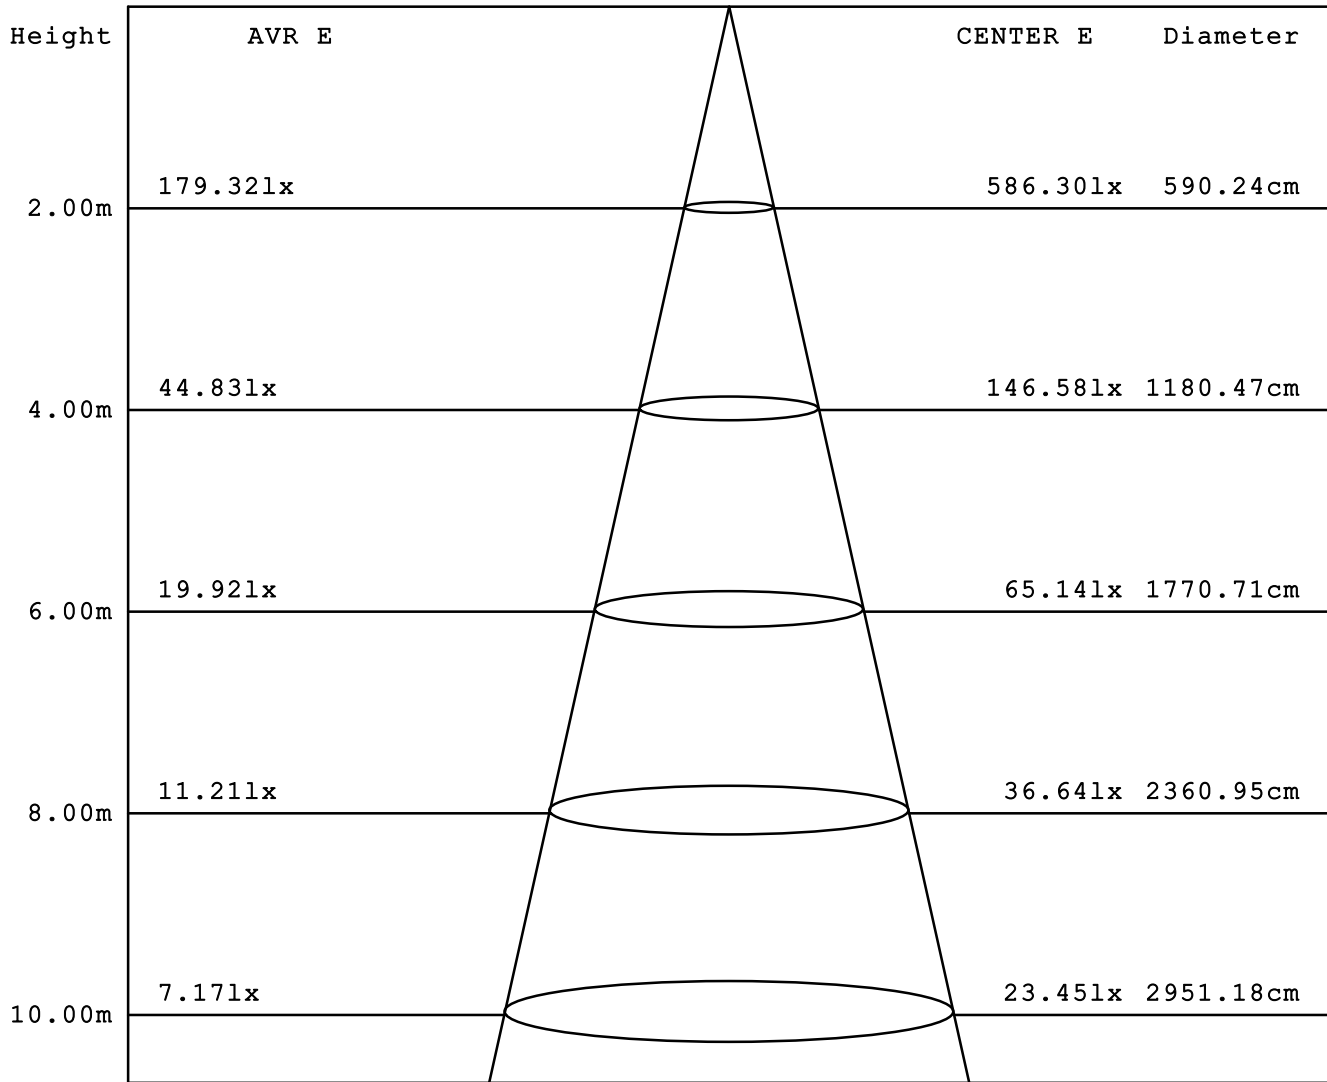 Height AVR E CENTER E Diameter
179.32lx 586.30lx 590.24cm
2.00m
44.83lx 146.58lx 1180.47cm
4.00m
19.92lx 65.14lx 1770.71cm
6.00m
11.21lx 36.64lx 2360.95cm
8.00m
7.17lx 23.45lx 2951.18cm
10.00m